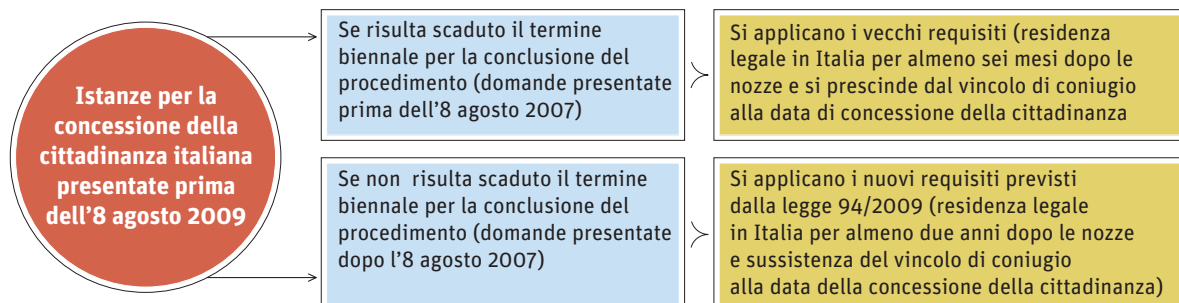 Istanze per la
concessione della
cittadinanza italiana
presentate prima
dell'8 agosto 2009
Se risulta scaduto il termine
biennale per la conclusione del
procedimento (domande presentate
prima dell'8 agosto 2007)
Si applicano i vecchi requisiti (residenza
legale in Italia per almeno sei mesi dopo le
nozze e si prescinde dal vincolo di coniugio
alla data di concessione della cittadinanza
Se non risulta scaduto il termine
biennale per la conclusione del
procedimento (domande presentate
dopo l'8 agosto 2007)
Si applicano i nuovi requisiti previsti
dalla legge 94/2009 (residenza legale
in Italia per almeno due anni dopo le nozze
e sussistenza del vincolo di coniugio
alla data della concessione della cittadinanza)